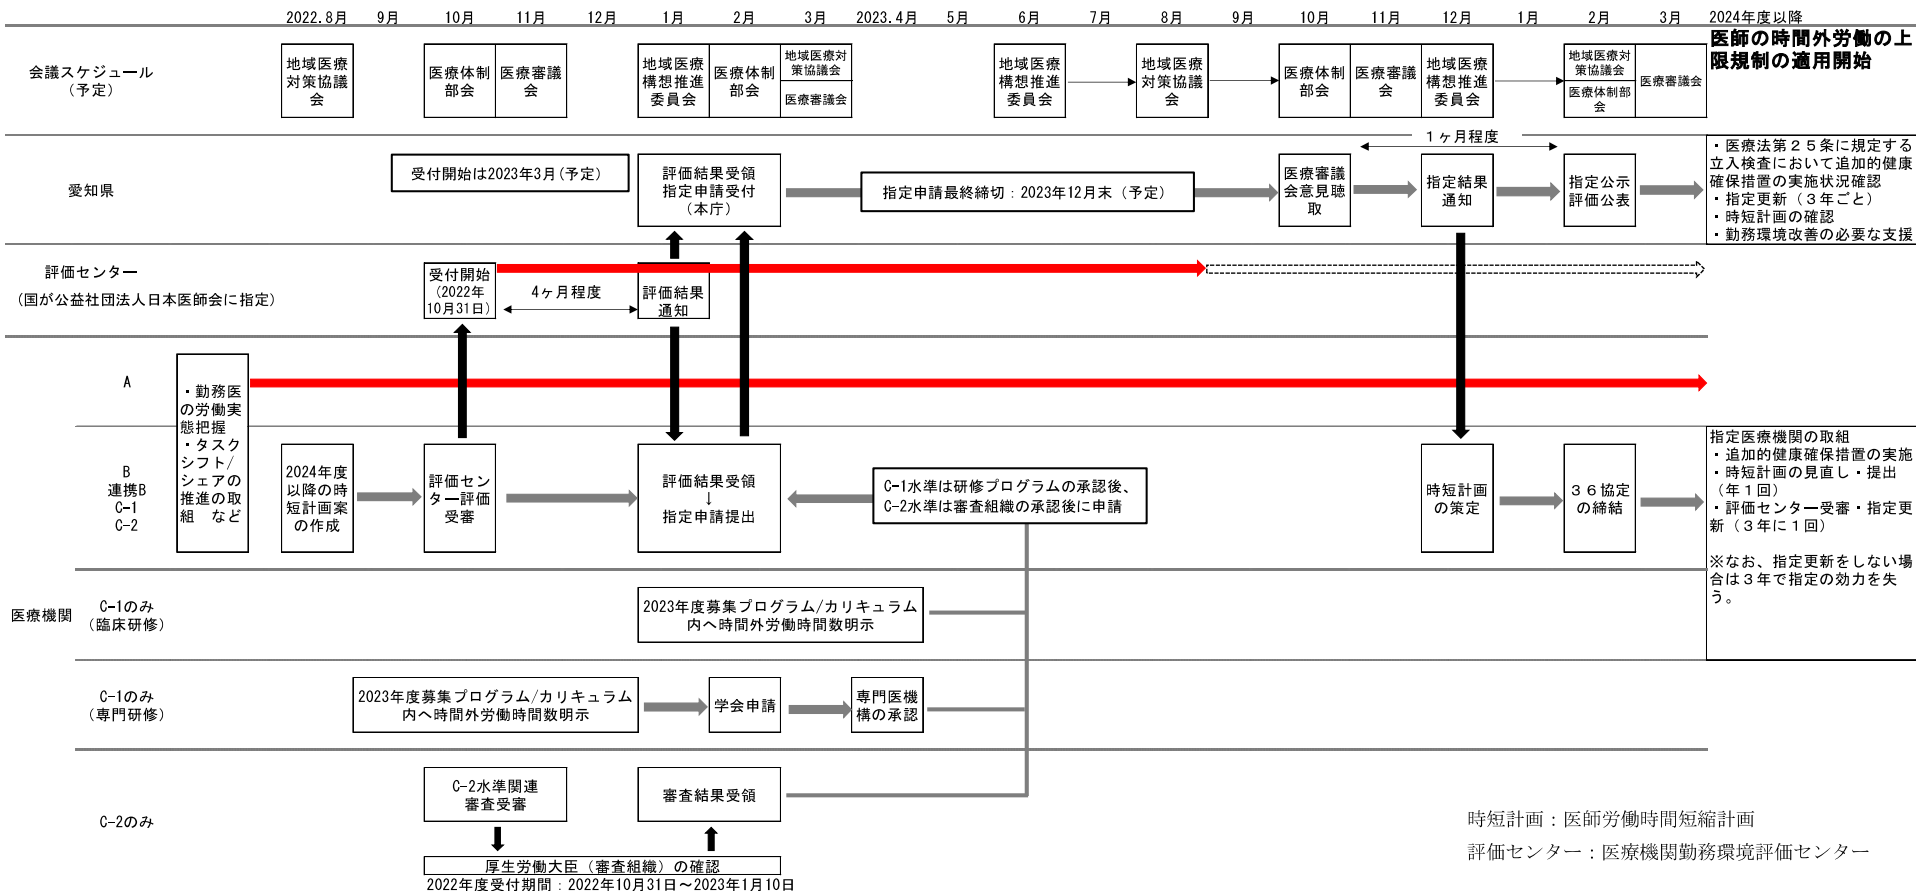 2022.8月 9月 10月 11月 12月 1月 2月 3月 2023.4月 5月 6月 7月 8月 9月 10月 11月 12月 1月 2月 3月 2024年度以降
医師の時間外労働の上
限規制の適用開始
会議スケジュール
（予定）
地域医療
対策協議
会
医療体制
部会
医療審議
会
地域医療
構想推進
委員会
医療体制
部会
地域医療対
策協議会
医療審議会
地域医療
構想推進
委員会
地域医療
対策協議
会
医療体制
部会
医療審議
会
地域医療
構想推進
委員会
地域医療対
策協議会
医療体制部
会
医療審議会
愛知県
受付開始は2023年3月(予定)
評価結果受領
指定申請受付
（本庁）
指定申請最終締切：2023年12月末（予定）
医療審議
会意見聴
取
１ヶ月程度
指定結果
通知
指定公示
評価公表
・医療法第２５条に規定する
立入検査において追加的健康
確保措置の実施状況確認
・指定更新（３年ごと）
・時短計画の確認
・勤務環境改善の必要な支援
評価センター
（国が公益社団法人日本医師会に指定）
受付開始
(2022年
10月31日)
4ヶ月程度
評価結果
通知
医療機関
A
・勤務医
の労働実
態把握
・タスク
シフト/
シェアの
推進の取
組 など
B
連携B
C-1
C-2
2024年度
以降の時
短計画案
の作成
評価セン
ター評価
受審
評価結果受領
↓
指定申請提出
C-1水準は研修プログラムの承認後、
C-2水準は審査組織の承認後に申請
時短計画
の策定
３６協定
の締結
指定医療機関の取組
・追加的健康確保措置の実施
・時短計画の見直し・提出
（年１回）
・評価センター受審・指定更
新（３年に１回）
※なお、指定更新をしない場
合は３年で指定の効力を失
う。
C-1のみ
（臨床研修）
2023年度募集プログラム/カリキュラム
内へ時間外労働時間数明示
C-1のみ
（専門研修）
2023年度募集プログラム/カリキュラム
内へ時間外労働時間数明示
学会申請
専門医機
構の承認
C-2のみ
C-2水準関連
審査受審
審査結果受領
厚生労働大臣（審査組織）の確認
2022年度受付期間：2022年10月31日～2023年1月10日
時短計画：医師労働時間短縮計画
評価センター：医療機関勤務環境評価センター